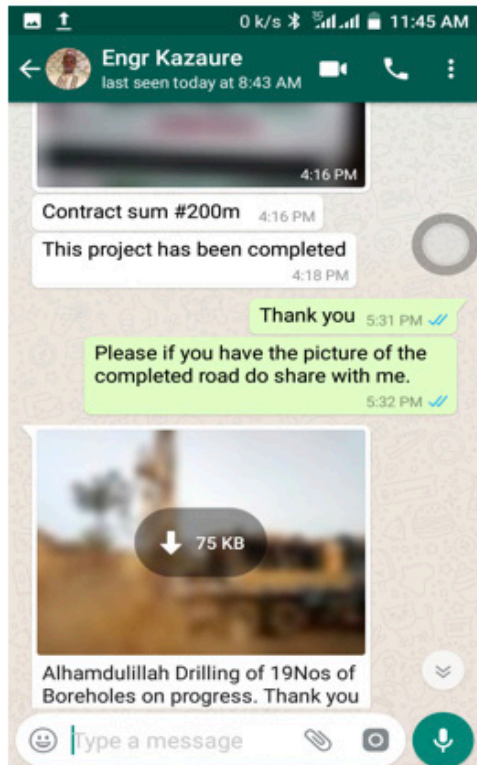 0 k/s 11:45 AM
Engr Kazaure
last seen today at 8:43 AM
4:16 PM
Contract sum #200m 4:16 PM
This project has been completed
4:18 PM
Thank you 5:31 PM
Please if you have the picture of the
completed road do share with me.
5:32 PM
75 KB
Alhamdulillah Drilling of 19Nos of
Boreholes on progress. Thank you
Type a message